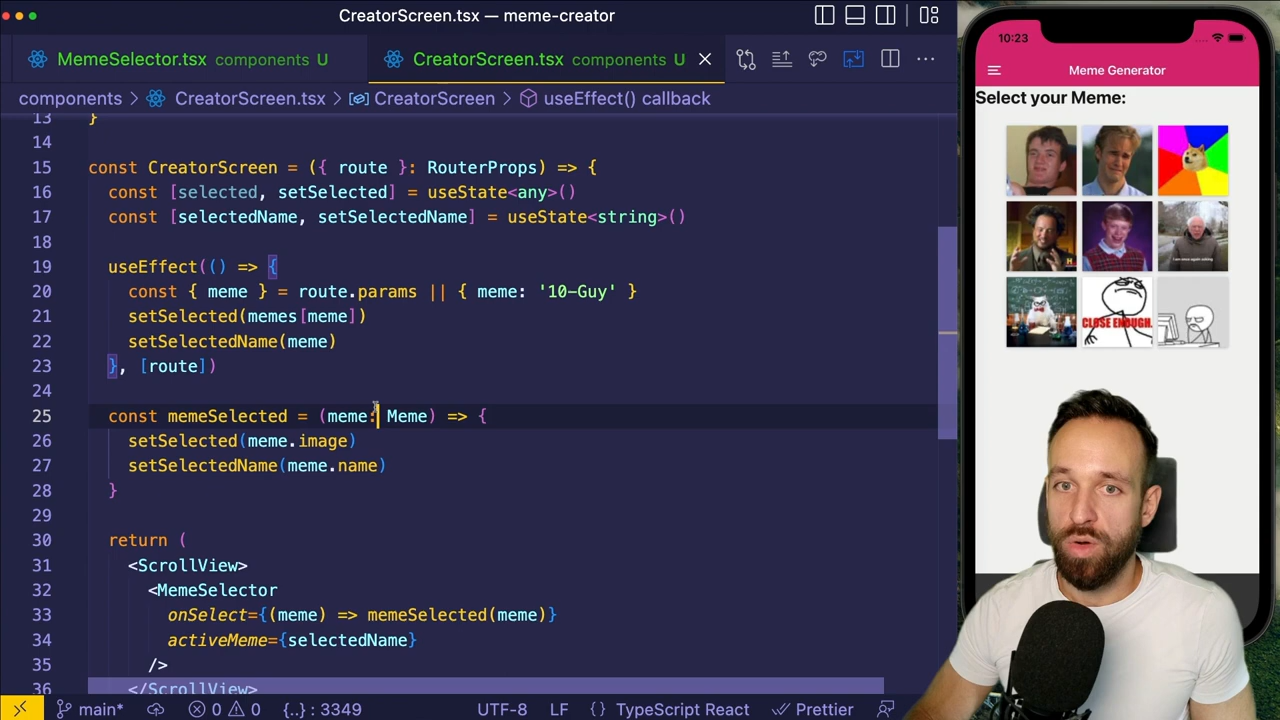 CreatorScreen.tsx — meme-creator
MemeSelector.tsx components U
CreatorScreen.tsx components U
components > CreatorScreen.tsx > CreatorScreen > useEffect() callback
13 }
14
15 const CreatorScreen = ({ route }: RouterProps) => {
16 const [selected, setSelected] = useState<any>()
17 const [selectedName, setSelectedName] = useState<string>()
18
19 useEffect(() => {
20 const { meme } = route.params || { meme: '10-Guy' }
21 setSelected(memes[meme])
22 setSelectedName(meme)
23 }, [route])
24
25 const memeSelected = (meme: Meme) => {
26 setSelected(meme.image)
27 setSelectedName(meme.name)
28 }
29
30 return (
31 <ScrollView>
32 <MemeSelector
33 onSelect={(meme) => memeSelected(meme)}
34 activeMeme={selectedName}
35 />
36 </ScrollView>
main* 0 0 {..} : 3349 UTF-8 LF {} TypeScript React Prettier
10:23
Meme Generator
Select your Meme:
H
I am once again asking
CLOSE ENOUGH.